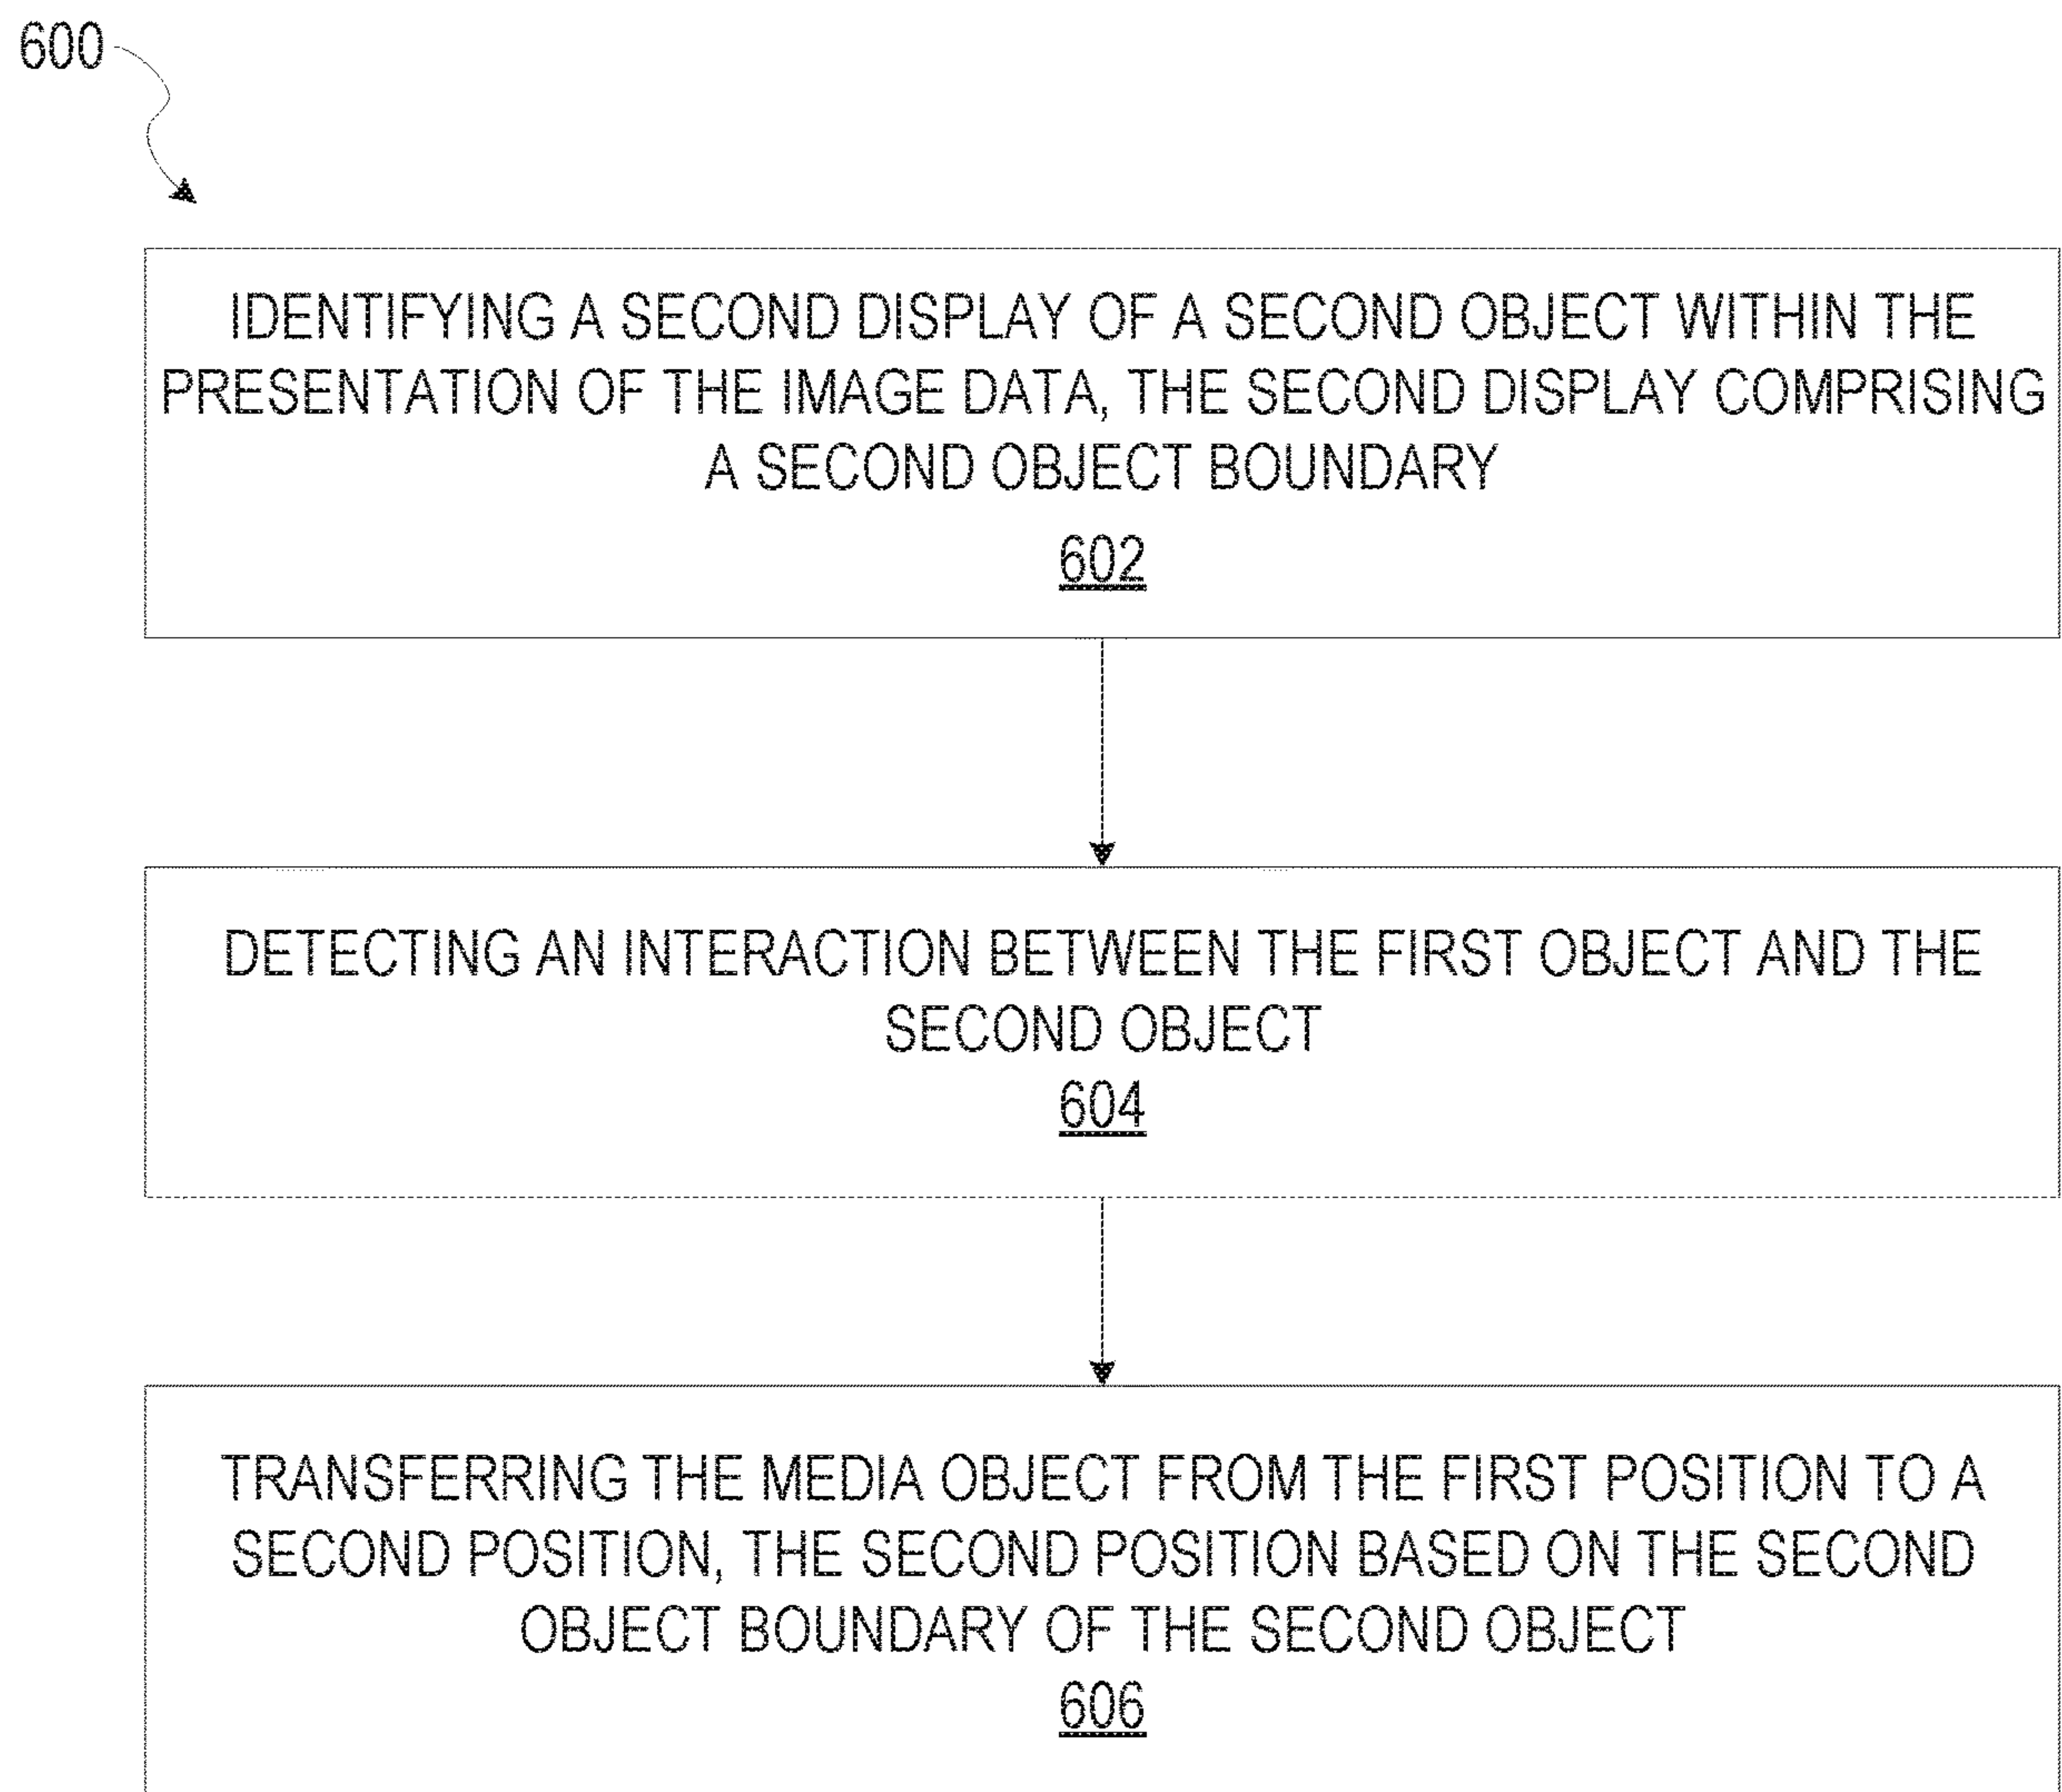 600
IDENTIFYING A SECOND DISPLAY OF A SECOND OBJECT WITHIN THE
PRESENTATION OF THE IMAGE DATA, THE SECOND DISPLAY COMPRISING
A SECOND OBJECT BOUNDARY
602
DETECTING AN INTERACTION BETWEEN THE FIRST OBJECT AND THE
SECOND OBJECT
604
TRANSFERRING THE MEDIA OBJECT FROM THE FIRST POSITION TO A
SECOND POSITION, THE SECOND POSITION BASED ON THE SECOND
OBJECT BOUNDARY OF THE SECOND OBJECT
606